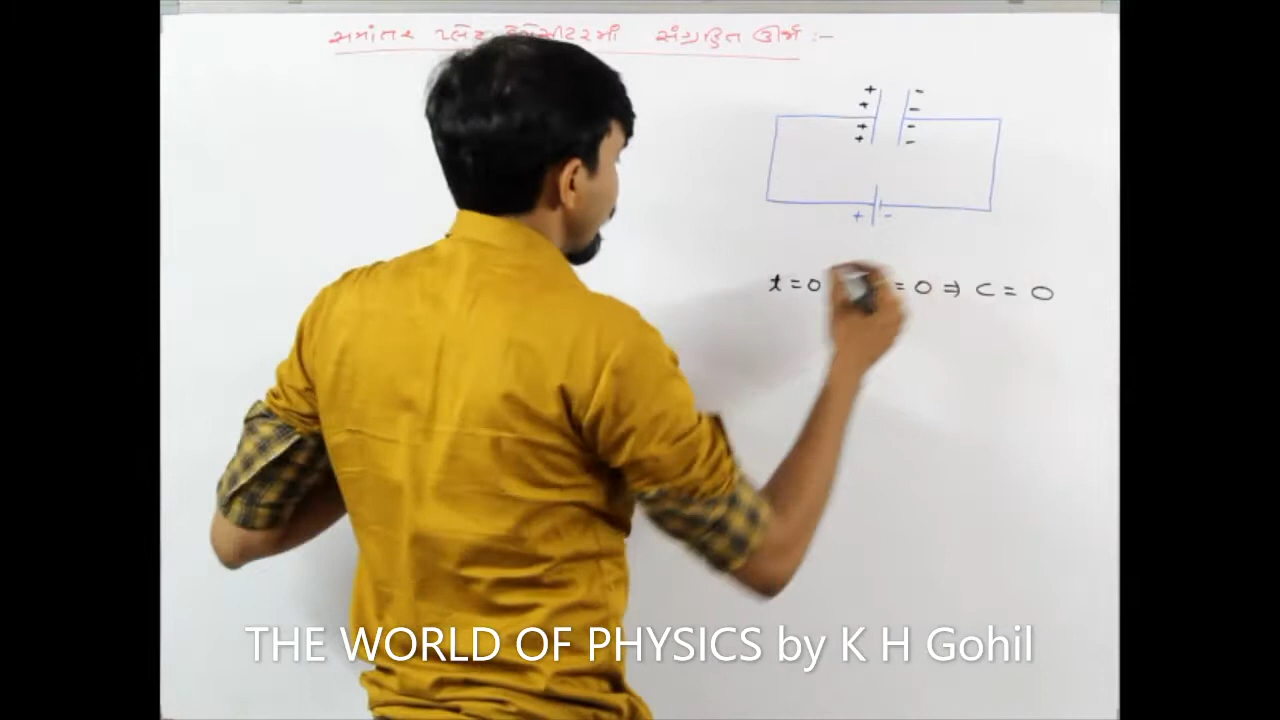 સમાંતર પ્લેટ કેપેસીટરમાં સંગ્રહિત ઊર્જા :-
+ -
+ -
+ -
+ -
+ -
t = 0 = 0 ⇒ C = 0
THE WORLD OF PHYSICS by K H Gohil